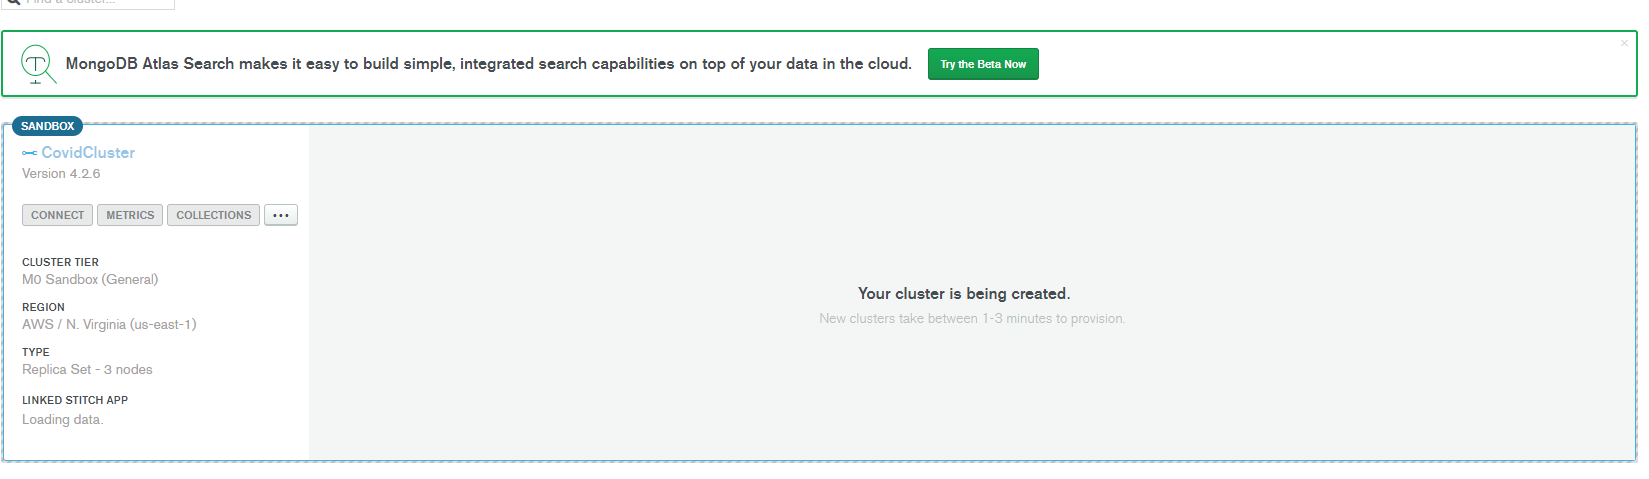 Find a cluster...
MongoDB Atlas Search makes it easy to build simple, integrated search capabilities on top of your data in the cloud.
Try the Beta Now
×
SANDBOX
CovidCluster
Version 4.2.6
CONNECT
METRICS
COLLECTIONS
...
CLUSTER TIER
M0 Sandbox (General)
REGION
AWS / N. Virginia (us-east-1)
TYPE
Replica Set - 3 nodes
LINKED STITCH APP
Loading data.
Your cluster is being created.
New clusters take between 1-3 minutes to provision.